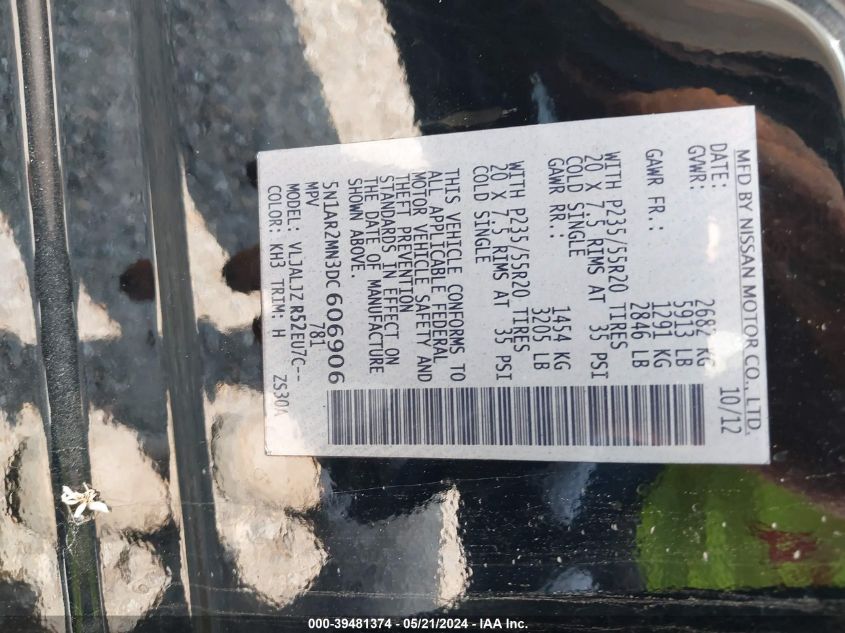 MFD BY NISSAN MOTOR CO., LTD.
DATE: 10/12
GVWR: 2682 KG
5913 LB
GAWR FR.: 1291 KG
2846 LB
WITH P235/55R20 TIRES
20 X 7.5 RIMS AT 35 PSI
COLD SINGLE
GAWR RR.: 1454 KG
3205 LB
WITH P235/55R20 TIRES
20 X 7.5 RIMS AT 35 PSI
COLD SINGLE
THIS VEHICLE CONFORMS TO
ALL APPLICABLE FEDERAL
MOTOR VEHICLE SAFETY AND
THEFT PREVENTION
STANDARDS IN EFFECT ON
THE DATE OF MANUFACTURE
SHOWN ABOVE.
5N1AR2MN3DC606906
MPV 781
MODEL: VLJALJZ R52EU7C--
COLOR: KH3 TRIM: H
000-39481374 - 05/21/2024 - IAA Inc.